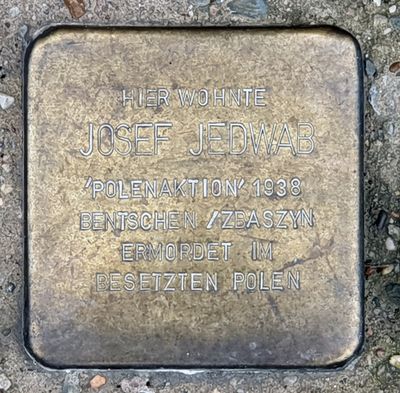 HIER WOHNTE
JOSEF JEDWAB
'POLENAKTION' 1938
BENTSCHEN / ZBASZYN
ERMORDET IM
BESETZTEN POLEN